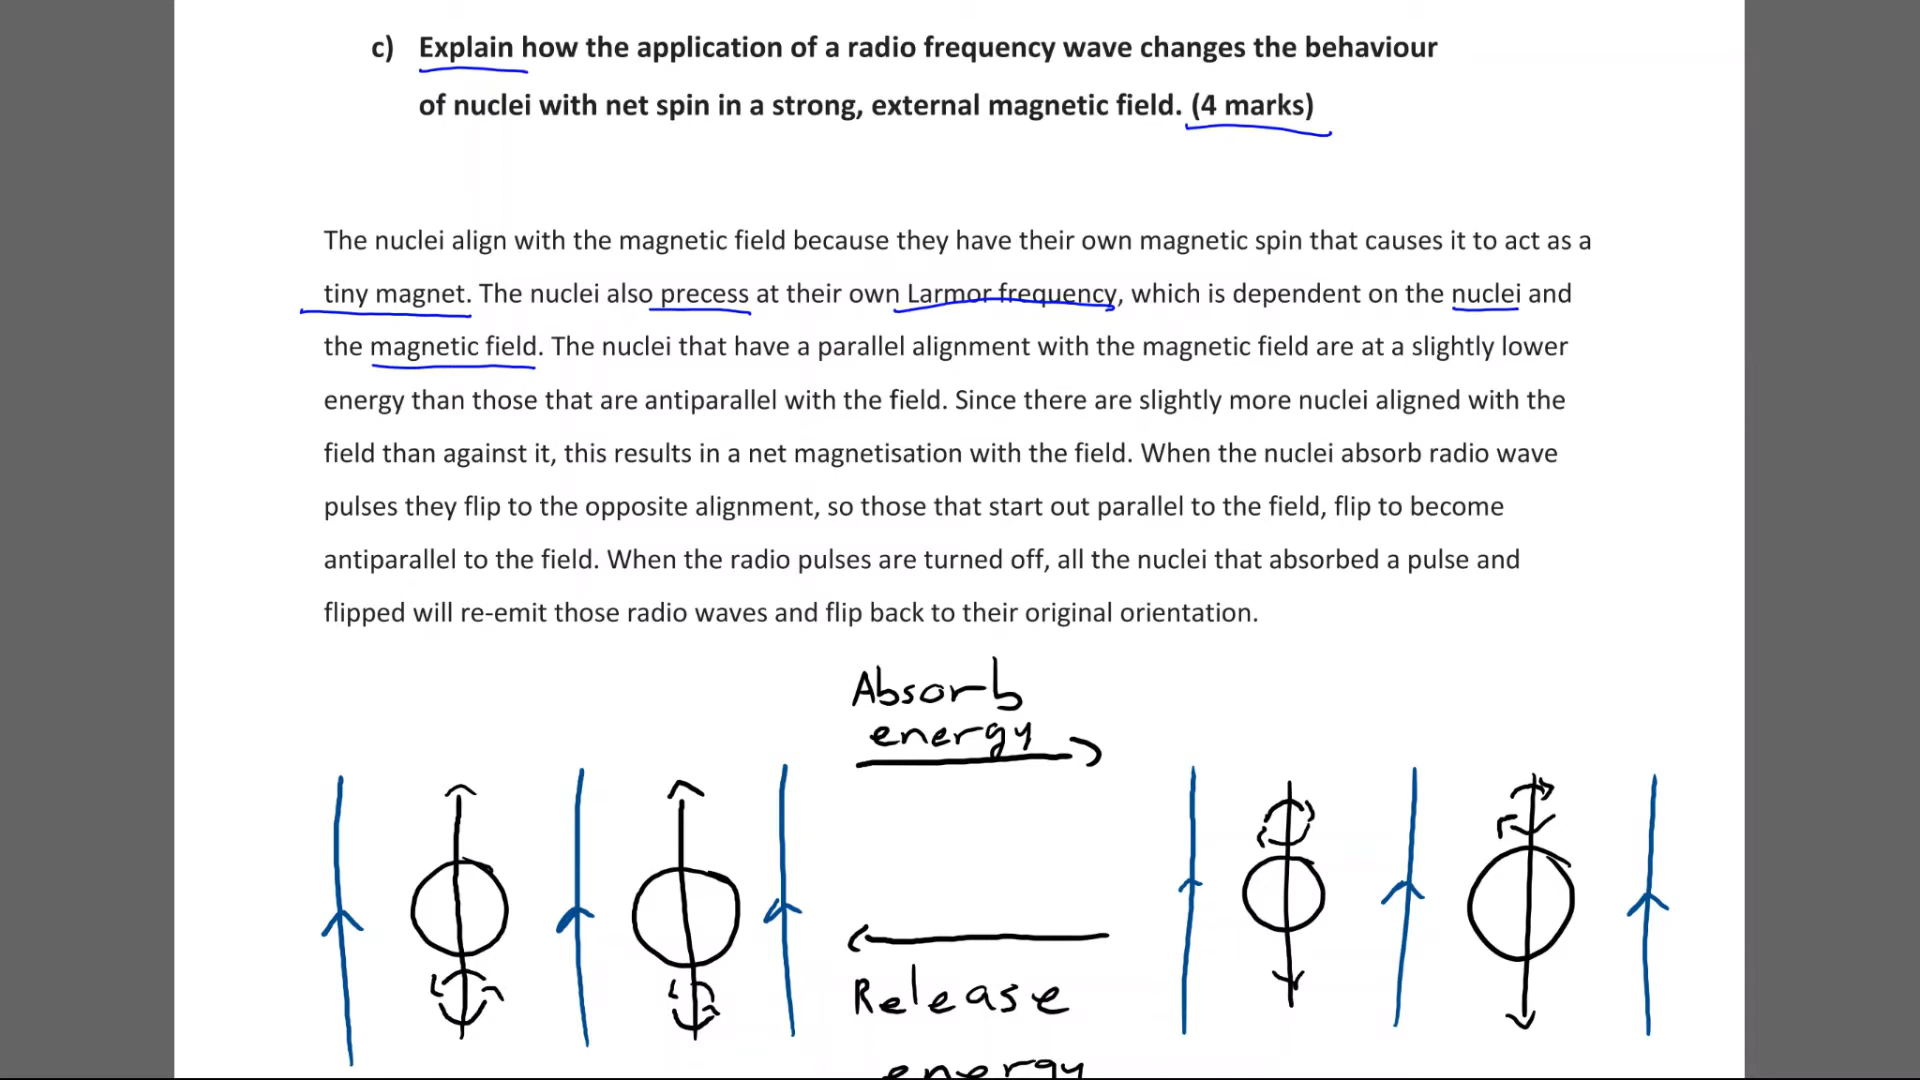 c) Explain how the application of a radio frequency wave changes the behaviour
of nuclei with net spin in a strong, external magnetic field. (4 marks)
The nuclei align with the magnetic field because they have their own magnetic spin that causes it to act as a
tiny magnet. The nuclei also precess at their own Larmor frequency, which is dependent on the nuclei and
the magnetic field. The nuclei that have a parallel alignment with the magnetic field are at a slightly lower
energy than those that are antiparallel with the field. Since there are slightly more nuclei aligned with the
field than against it, this results in a net magnetisation with the field. When the nuclei absorb radio wave
pulses they flip to the opposite alignment, so those that start out parallel to the field, flip to become
antiparallel to the field. When the radio pulses are turned off, all the nuclei that absorbed a pulse and
flipped will re-emit those radio waves and flip back to their original orientation.
Absorb
energy
Release
energy